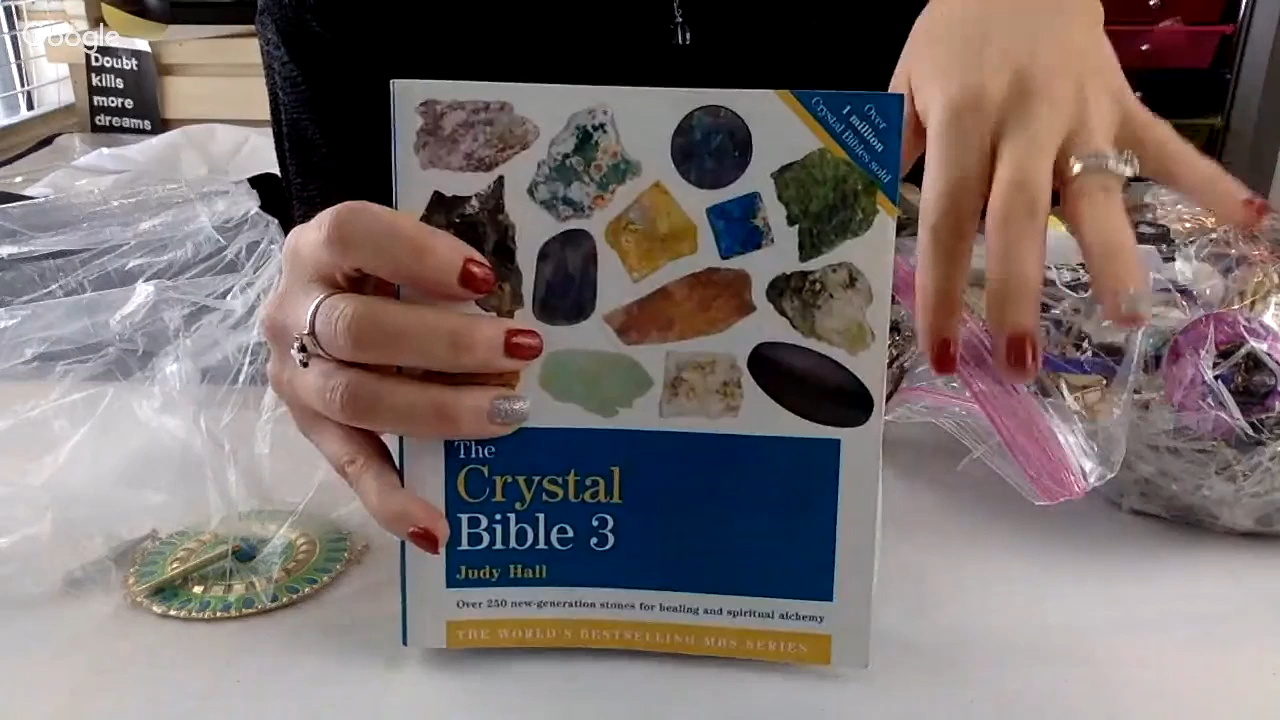 Google
Doubt
kills
more
dreams
Over
1 million
Crystal Bibles sold
The
Crystal
Bible 3
Judy Hall
Over 250 new-generation stones for healing and spiritual alchemy
THE WORLD'S BESTSELLING MBS SERIES